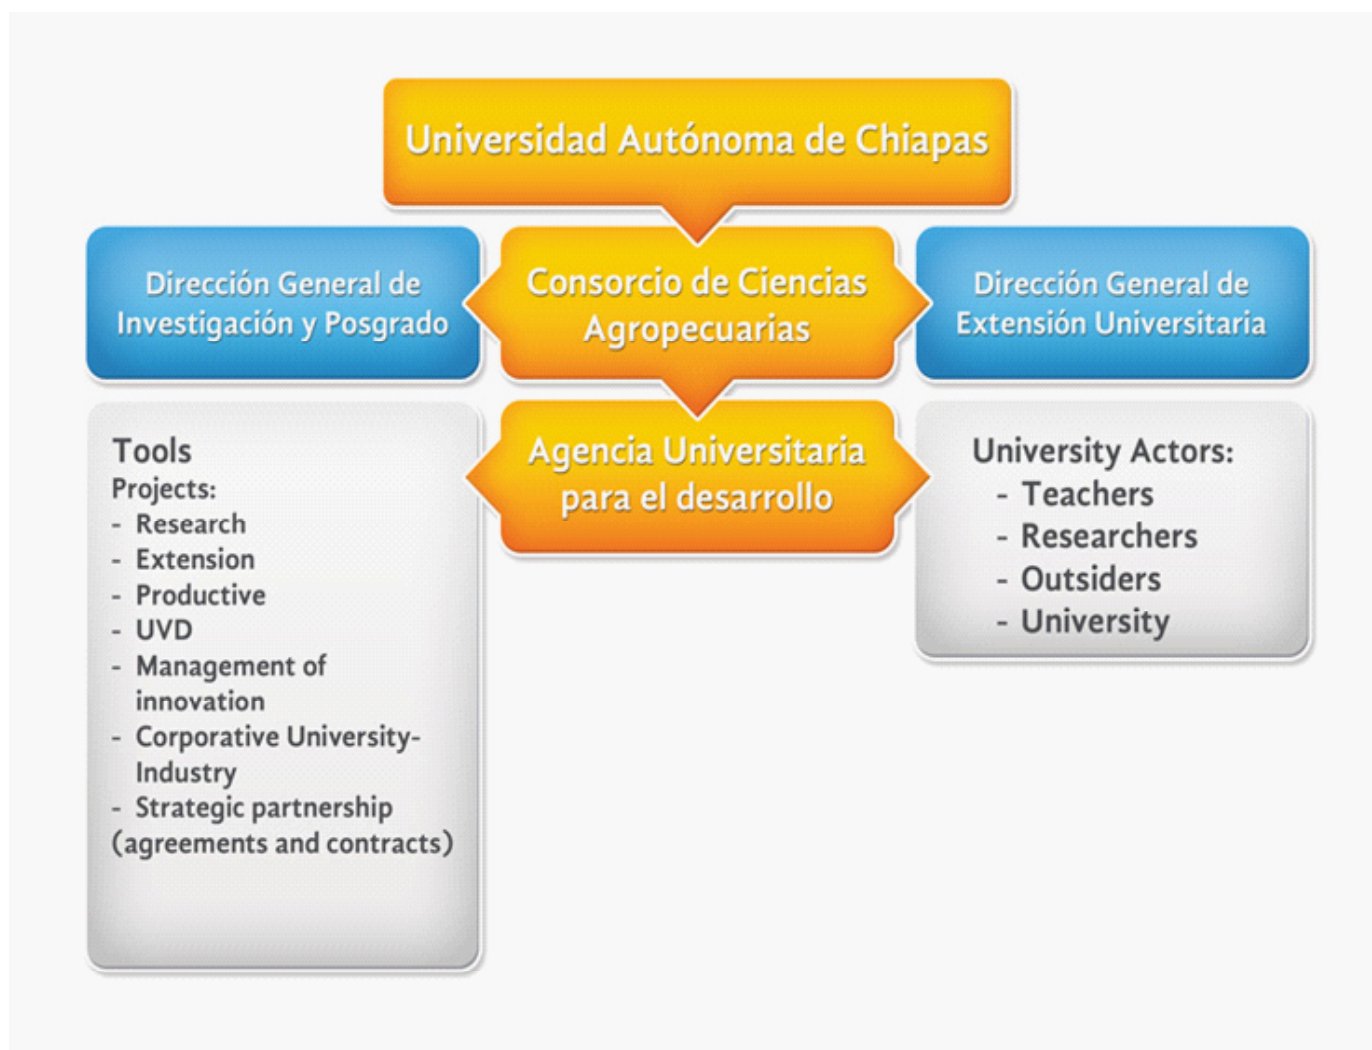 Universidad Autónoma de Chiapas
Dirección General de
Investigación y Posgrado
Consorcio de Ciencias
Agropecuarias
Dirección General de
Extensión Universitaria
Tools
Projects:
- Research
- Extension
- Productive
- UVD
- Management of
innovation
- Corporative University-
Industry
- Strategic partnership
(agreements and contracts)
Agencia Universitaria
para el desarrollo
University Actors:
- Teachers
- Researchers
- Outsiders
- University